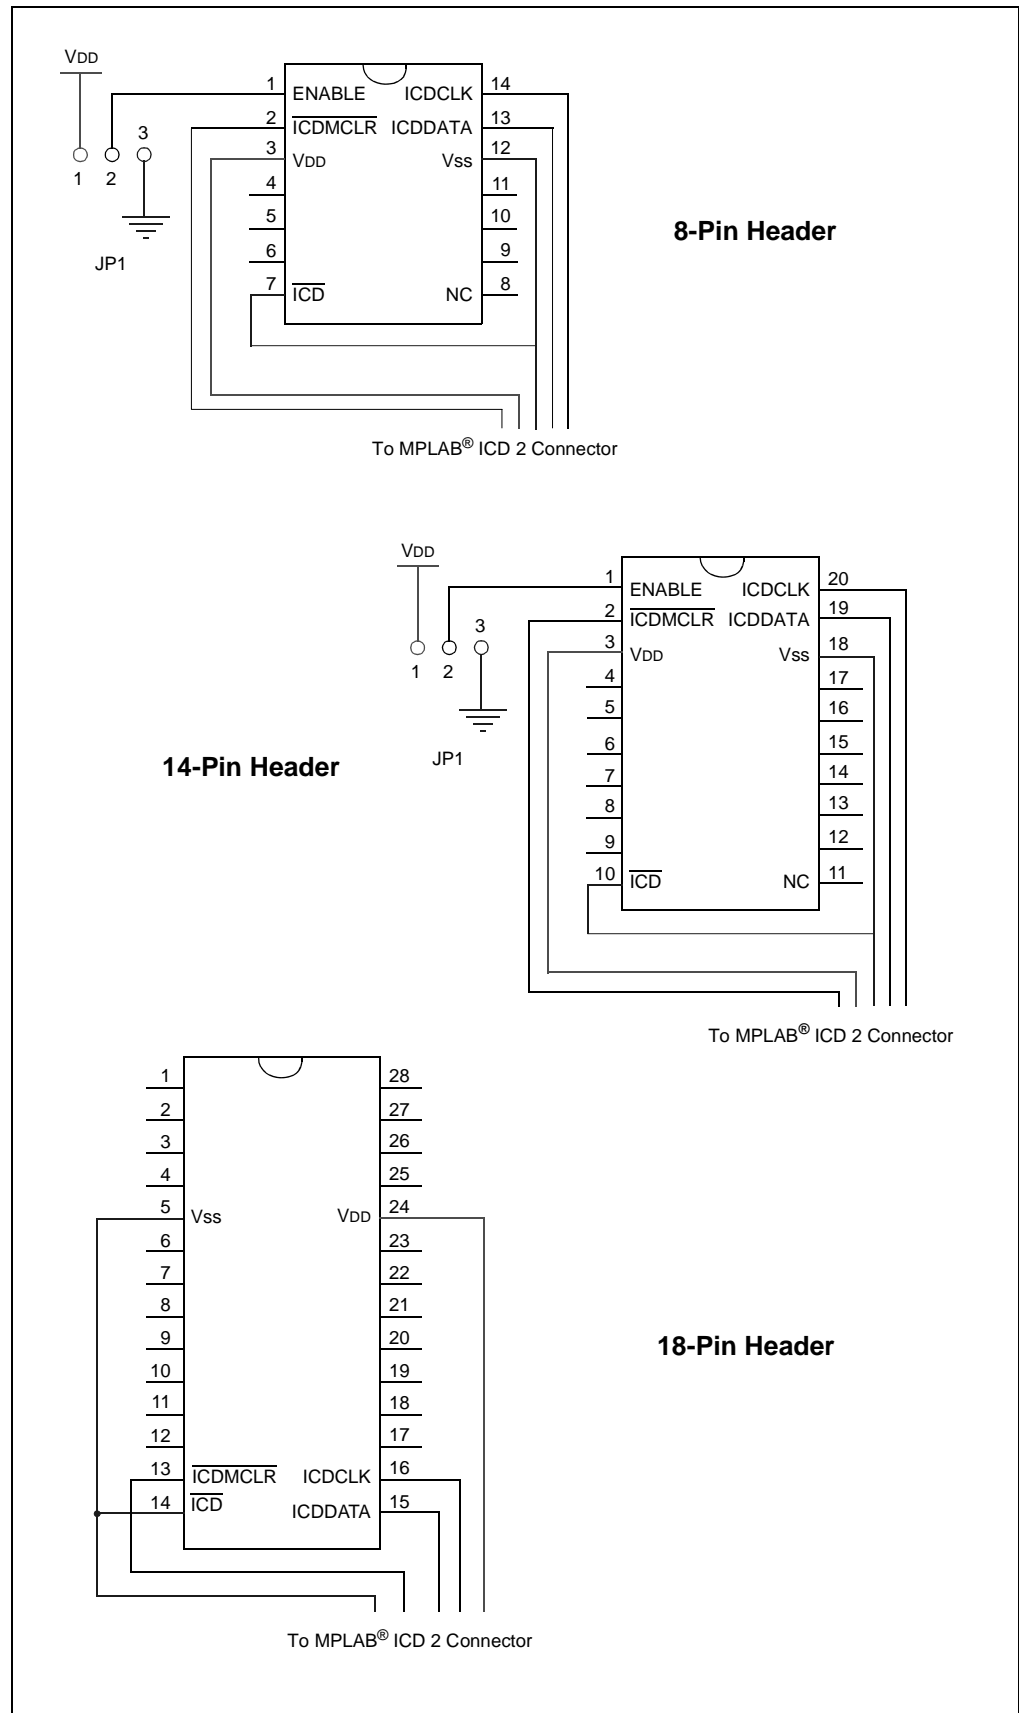 VDD
1 ENABLE ICDCLK 14
2 ICDMCLR ICDDATA 13
3
3 VDD VSS 12
1 2
4 11
5 10
8-Pin Header
6 9
JP1
7 ICD NC 8
To MPLAB® ICD 2 Connector
VDD
1 ENABLE ICDCLK 20
2 ICDMCLR ICDDATA 19
3
3 VDD VSS 18
1 2
4 17
5 16
6 15
JP1
14-Pin Header
7 14
8 13
9 12
10 ICD NC 11
To MPLAB® ICD 2 Connector
1 28
2 27
3 26
4 25
5 VSS VDD 24
6 23
7 22
8 21
9 20
18-Pin Header
10 19
11 18
12 17
13 ICDMCLR ICDCLK 16
14 ICD ICDDATA 15
To MPLAB® ICD 2 Connector